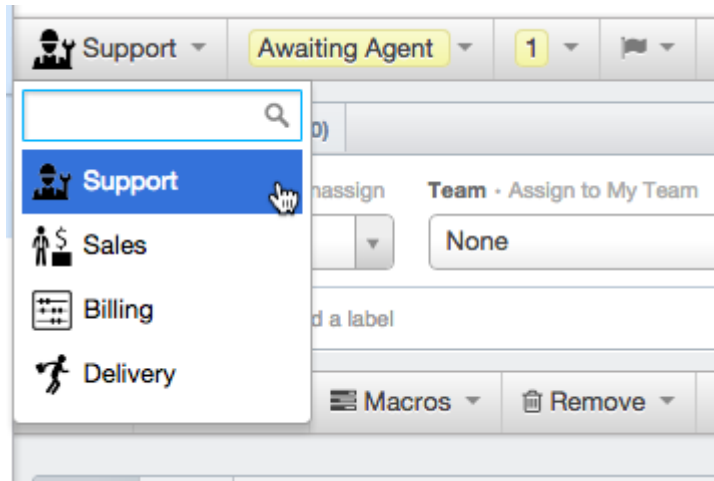 Support Awaiting Agent 1
0)
Support
nassign Team · Assign to My Team
Sales
None
Billing
d a label
Delivery
Macros Remove